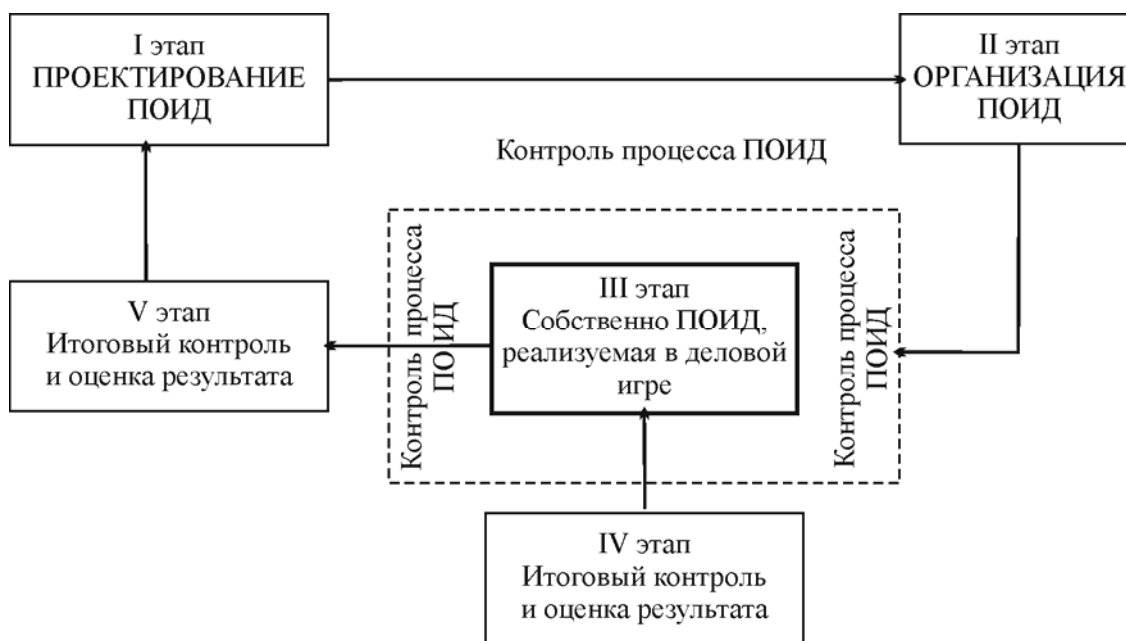 I этап
ПРОЕКТИРОВАНИЕ
ПОИД
II этап
ОРГАНИЗАЦИЯ
ПОИД
Контроль процесса ПОИД
Контроль процесса
ПОИД
III этап
Собственно ПОИД,
реализуемая в деловой
игре
Контроль процесса
ПОИД
V этап
Итоговый контроль
и оценка результата
IV этап
Итоговый контроль
и оценка результата